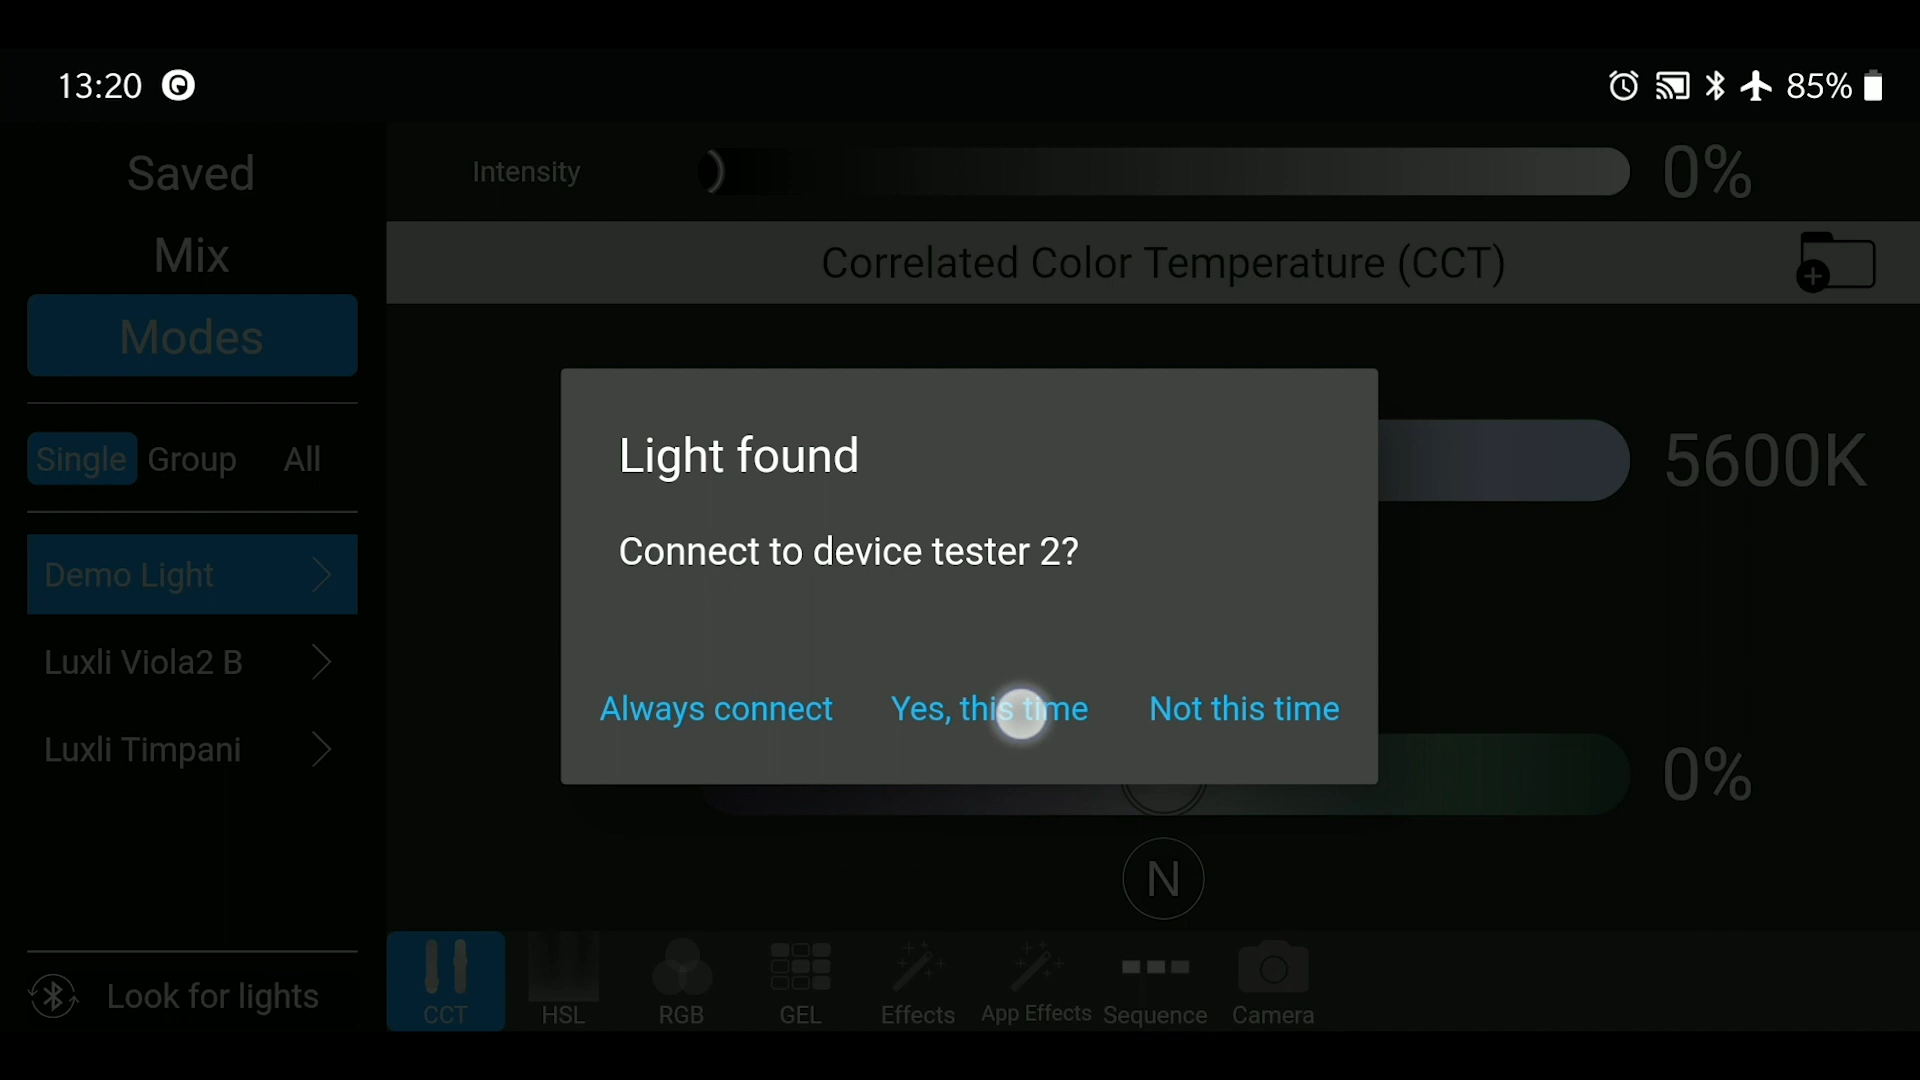 13:20
85%
Saved
Mix
Modes
Single Group All
Demo Light
Luxli Viola2 B
Luxli Timpani
Look for lights
Intensity
0%
Correlated Color Temperature (CCT)
5600K
0%
N
Light found
Connect to device tester 2?
Always connect
Yes, this time
Not this time
CCT
HSL
RGB
GEL
Effects
App Effects
Sequence
Camera